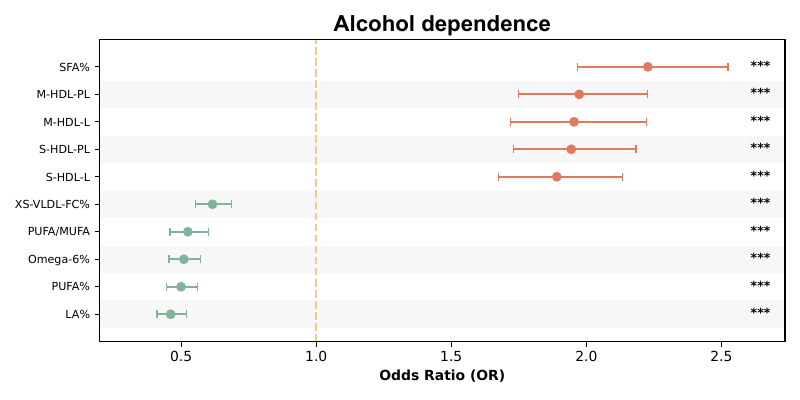 Alcohol dependence
SFA% ***
M-HDL-PL ***
M-HDL-L ***
S-HDL-PL ***
S-HDL-L ***
XS-VLDL-FC% ***
PUFA/MUFA ***
Omega-6% ***
PUFA% ***
LA% ***
0.5 1.0 1.5 2.0 2.5
Odds Ratio (OR)